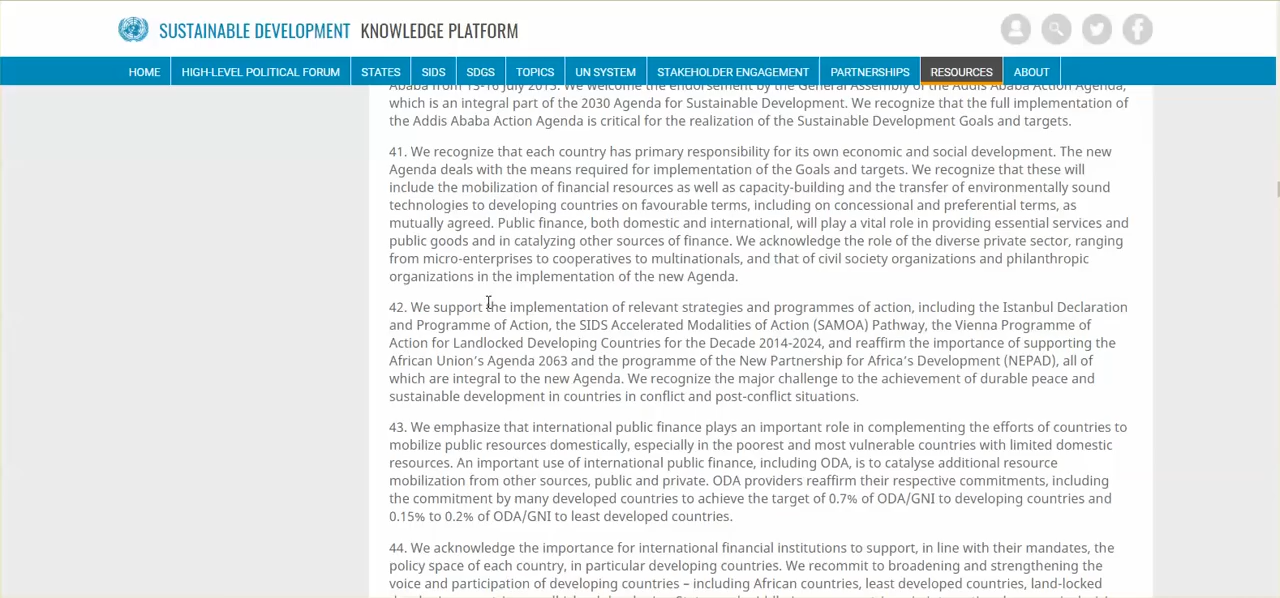 SUSTAINABLE DEVELOPMENT KNOWLEDGE PLATFORM
HOME HIGH-LEVEL POLITICAL FORUM STATES SIDS SDGS TOPICS UN SYSTEM STAKEHOLDER ENGAGEMENT PARTNERSHIPS RESOURCES ABOUT
Ababa from 13-16 July 2015. We welcome the endorsement by the General Assembly of the Addis Ababa Action Agenda,
which is an integral part of the 2030 Agenda for Sustainable Development. We recognize that the full implementation of
the Addis Ababa Action Agenda is critical for the realization of the Sustainable Development Goals and targets.
41. We recognize that each country has primary responsibility for its own economic and social development. The new
Agenda deals with the means required for implementation of the Goals and targets. We recognize that these will
include the mobilization of financial resources as well as capacity-building and the transfer of environmentally sound
technologies to developing countries on favourable terms, including on concessional and preferential terms, as
mutually agreed. Public finance, both domestic and international, will play a vital role in providing essential services and
public goods and in catalyzing other sources of finance. We acknowledge the role of the diverse private sector, ranging
from micro-enterprises to cooperatives to multinationals, and that of civil society organizations and philanthropic
organizations in the implementation of the new Agenda.
42. We support the implementation of relevant strategies and programmes of action, including the Istanbul Declaration
and Programme of Action, the SIDS Accelerated Modalities of Action (SAMOA) Pathway, the Vienna Programme of
Action for Landlocked Developing Countries for the Decade 2014-2024, and reaffirm the importance of supporting the
African Union's Agenda 2063 and the programme of the New Partnership for Africa's Development (NEPAD), all of
which are integral to the new Agenda. We recognize the major challenge to the achievement of durable peace and
sustainable development in countries in conflict and post-conflict situations.
43. We emphasize that international public finance plays an important role in complementing the efforts of countries to
mobilize public resources domestically, especially in the poorest and most vulnerable countries with limited domestic
resources. An important use of international public finance, including ODA, is to catalyse additional resource
mobilization from other sources, public and private. ODA providers reaffirm their respective commitments, including
the commitment by many developed countries to achieve the target of 0.7% of ODA/GNI to developing countries and
0.15% to 0.2% of ODA/GNI to least developed countries.
44. We acknowledge the importance for international financial institutions to support, in line with their mandates, the
policy space of each country, in particular developing countries. We recommit to broadening and strengthening the
voice and participation of developing countries – including African countries, least developed countries, land-locked